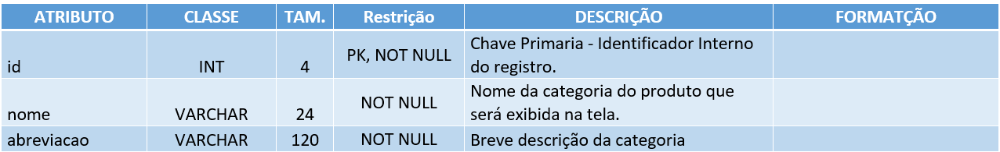 ATRIBUTO CLASSE TAM. Restrição DESCRIÇÃO FORMATÇÃO
id INT 4 PK, NOT NULL Chave Primaria - Identificador Interno
do registro.
nome VARCHAR 24 NOT NULL Nome da categoria do produto que
será exibida na tela.
abreviacao VARCHAR 120 NOT NULL Breve descrição da categoria